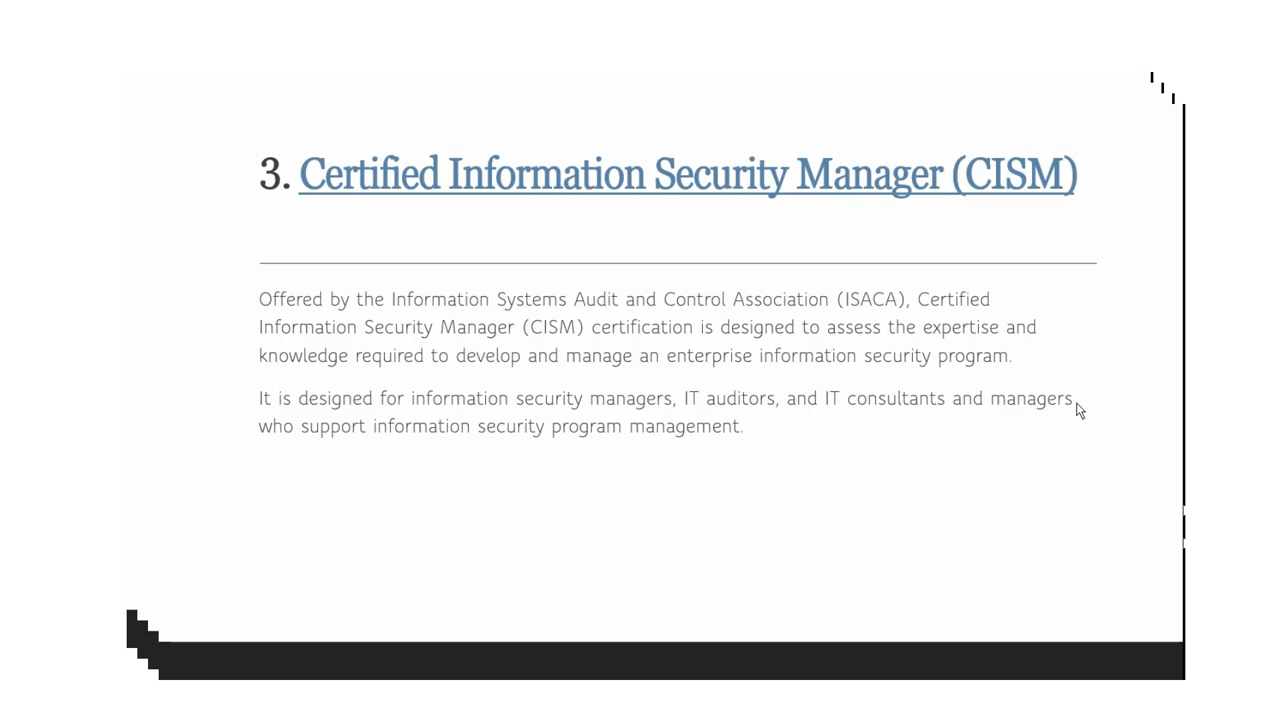 3. Certified Information Security Manager (CISM)
Offered by the Information Systems Audit and Control Association (ISACA), Certified
Information Security Manager (CISM) certification is designed to assess the expertise and
knowledge required to develop and manage an enterprise information security program.
It is designed for information security managers, IT auditors, and IT consultants and managers
who support information security program management.